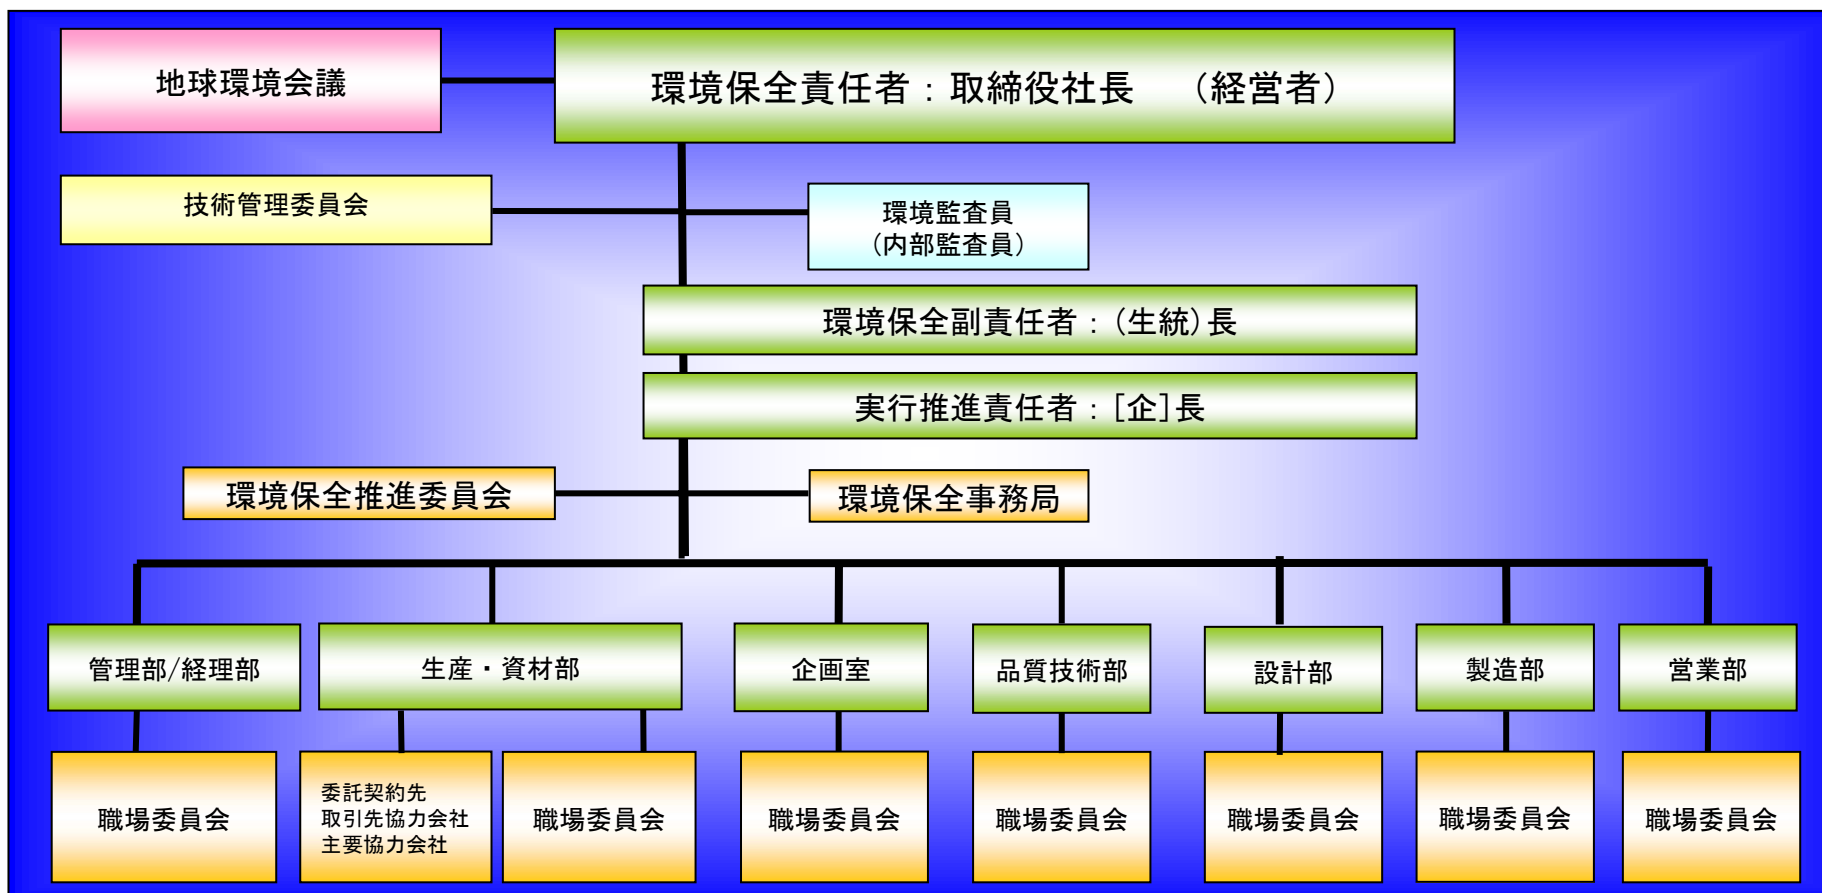 地球環境会議
環境保全責任者：取締役社長　（経営者）
技術管理委員会
環境監査員
（内部監査員）
環境保全副責任者：(生統)長
実行推進責任者：[企]長
環境保全推進委員会
環境保全事務局
管理部/経理部
生産・資材部
企画室
品質技術部
設計部
製造部
営業部
職場委員会
委託契約先
取引先協力会社
主要協力会社
職場委員会
職場委員会
職場委員会
職場委員会
職場委員会
職場委員会